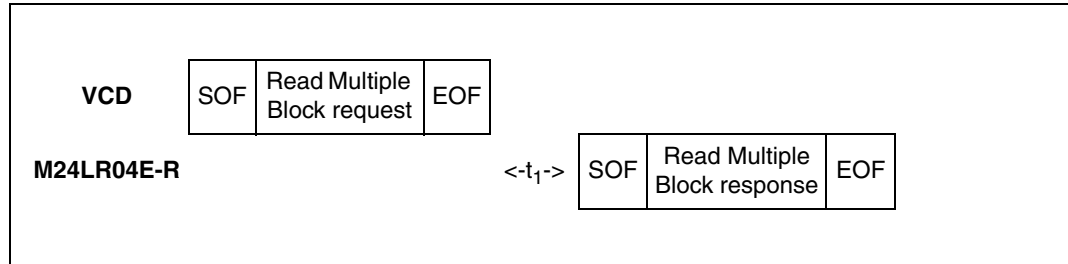 VCD SOF Read Multiple Block request EOF
M24LR04E-R <-t₁-> SOF Read Multiple Block response EOF